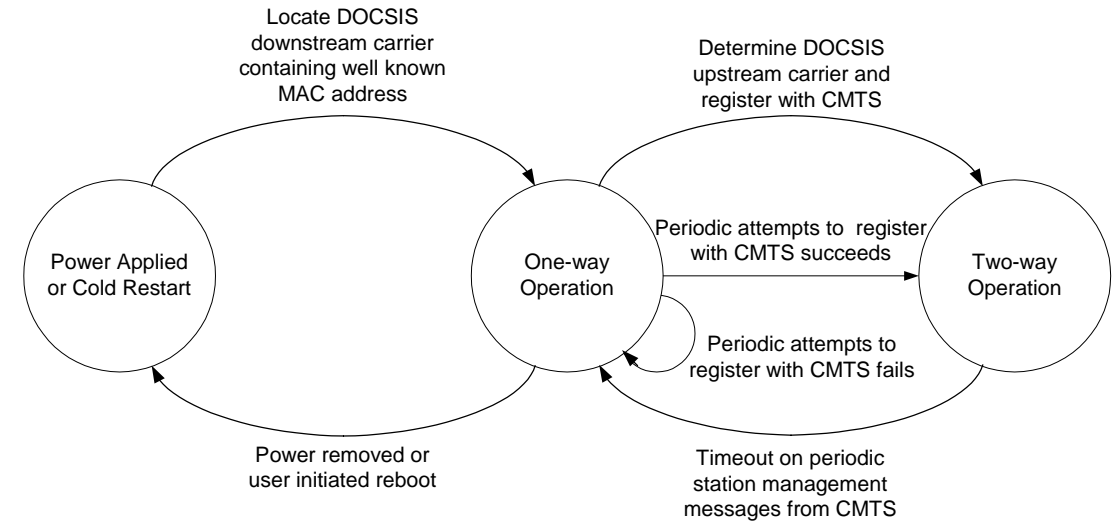 Locate DOCSIS
downstream carrier
containing well known
MAC address
Determine DOCSIS
upstream carrier and
register with CMTS
Power Applied
or Cold Restart
One-way
Operation
Periodic attempts to register
with CMTS succeeds
Two-way
Operation
Periodic attempts to
register with CMTS fails
Power removed or
user initiated reboot
Timeout on periodic
station management
messages from CMTS